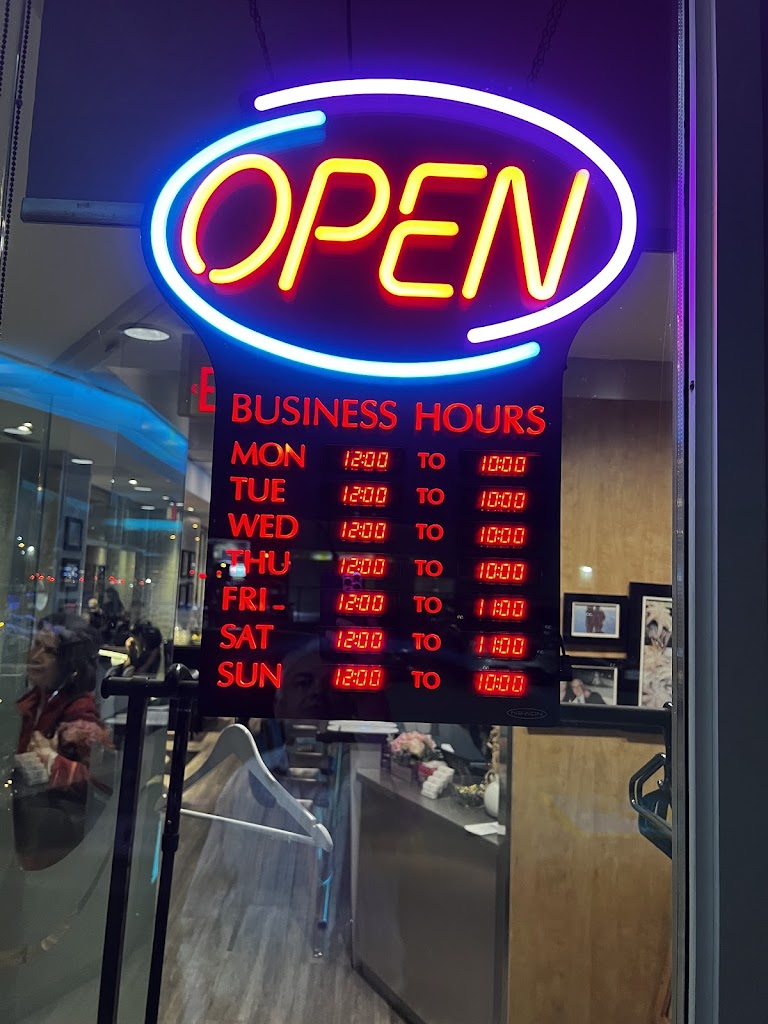 OPEN
BUSINESS HOURS
MON 12:00 TO 10:00
TUE 12:00 TO 10:00
WED 12:00 TO 10:00
THU 12:00 TO 10:00
FRI 12:00 TO 11:00
SAT 12:00 TO 11:00
SUN 12:00 TO 10:00